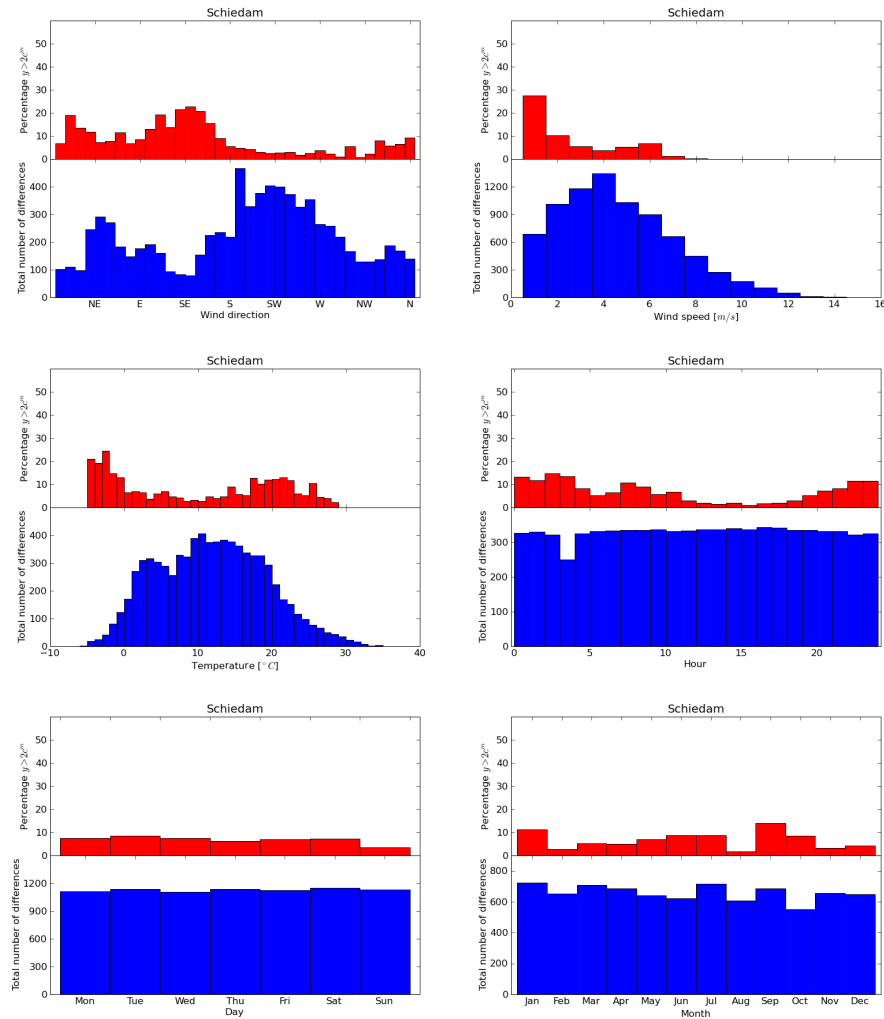 Schiedam
Percentage y>2c^m
60
50
40
30
20
10
0
Total number of differences
400
300
200
100
0
NE E SE S SW W NW N
Wind direction
Schiedam
Percentage y>2c^m
60
50
40
30
20
10
0
Total number of differences
1200
900
600
300
0
0 2 4 6 8 10 12 14 16
Wind speed [m/s]
Schiedam
Percentage y>2c^m
60
50
40
30
20
10
0
Total number of differences
400
300
200
100
0
−10 0 10 20 30 40
Temperature [°C]
Schiedam
Percentage y>2c^m
60
50
40
30
20
10
0
Total number of differences
300
200
100
0
0 5 10 15 20
Hour
Schiedam
Percentage y>2c^m
60
50
40
30
20
10
0
Total number of differences
1200
900
600
300
0
Mon Tue Wed Thu Fri Sat Sun
Day
Schiedam
Percentage y>2c^m
60
50
40
30
20
10
0
Total number of differences
800
600
400
200
0
Jan Feb Mar Apr May Jun Jul Aug Sep Oct Nov Dec
Month